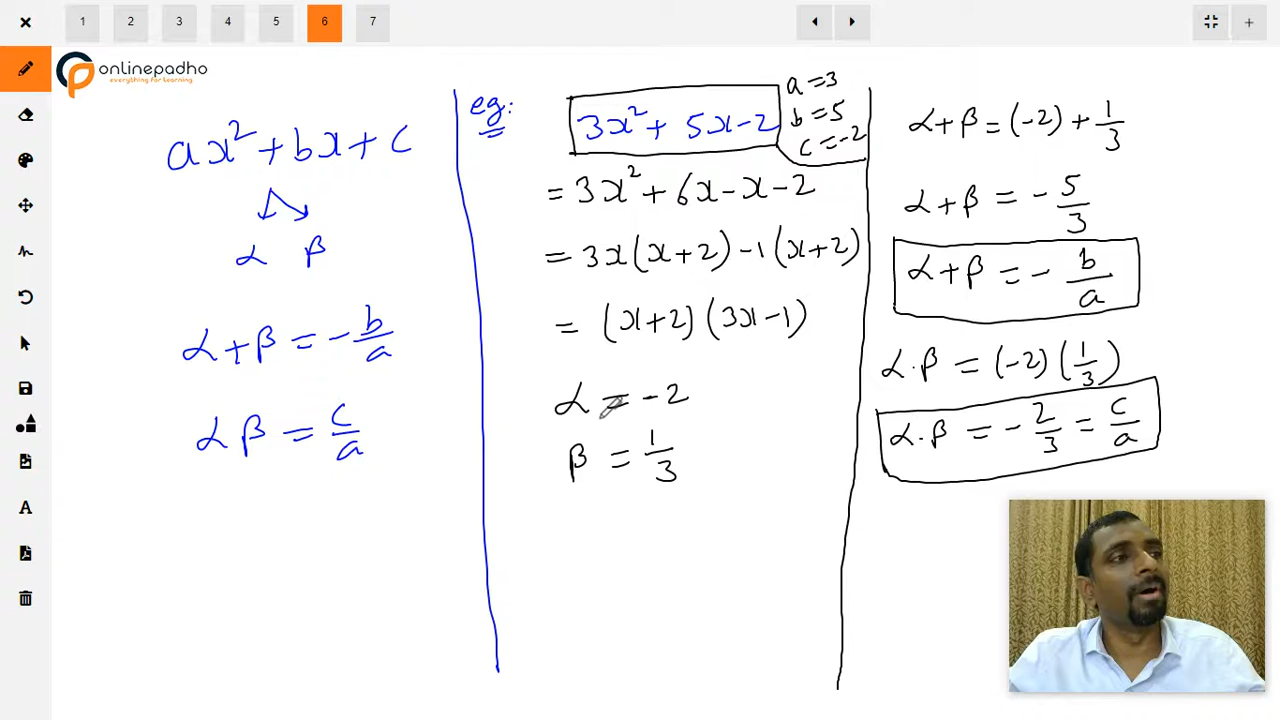 1 2 3 4 5 6 7
onlinepadho
everything for learning
ax² + bx + c
α β
α + β = - b/a
α β = c/a
eg:
3x² + 5x - 2
a = 3
b = 5
c = -2
= 3x² + 6x - x - 2
= 3x(x+2) - 1(x+2)
= (x+2)(3x-1)
α = -2
β = 1/3
α + β = (-2) + 1/3
α + β = - 5/3
α + β = - b/a
α . β = (-2)(1/3)
α . β = - 2/3 = c/a
A